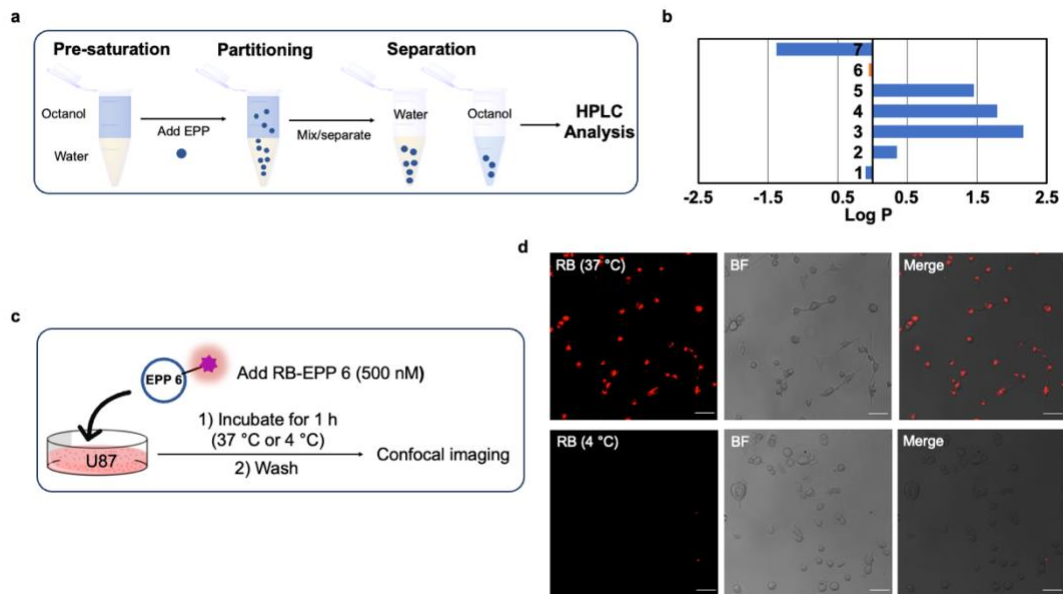 a
Pre-saturation
Partitioning
Separation
Octanol
Water
Add EPP
Mix/separate
Water
Octanol
HPLC
Analysis
b
7
6
5
4
3
2
1
-2.5 -1.5 0.5 0.5 1.5 2.5
Log P
c
EPP 6
Add RB-EPP 6 (500 nM)
U87
1) Incubate for 1 h
(37 °C or 4 °C)
2) Wash
Confocal imaging
d
RB (37 °C)
BF
Merge
RB (4 °C)
BF
Merge